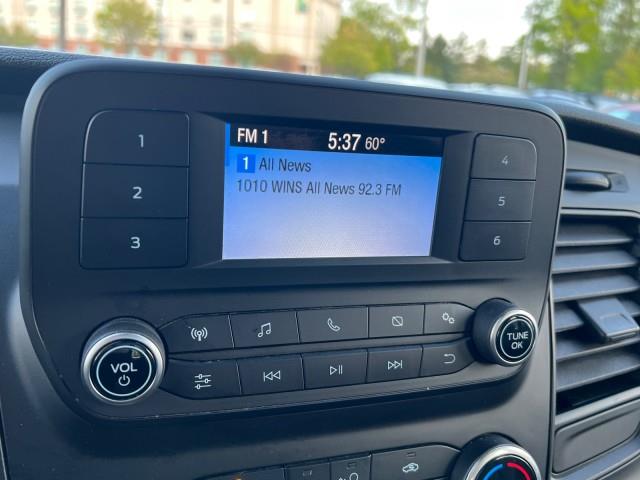 FM 1 5:37 60°
1 All News
1010 WINS All News 92.3 FM
1
2
3
4
5
6
VOL
TUNE
OK